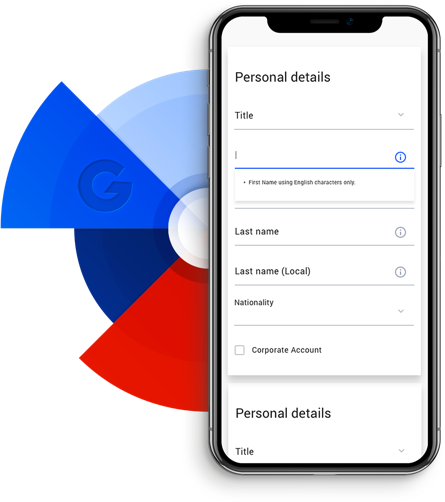 G
Personal details
Title
• First Name using English characters only.
Last name
Last name (Local)
Nationality
Corporate Account
Personal details
Title